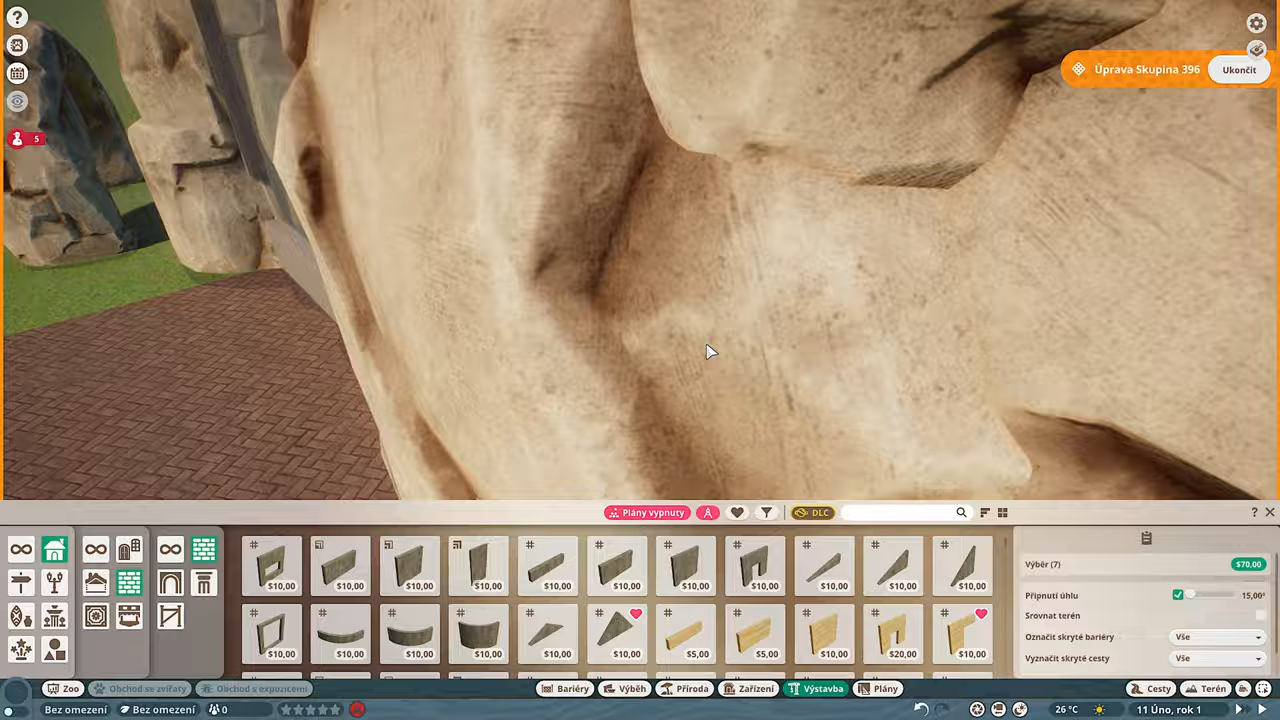 ?
5
Úprava Skupina 396
Ukončit
Plány vypnuty
DLC
?
$10,00 $10,00 $10,00 $10,00 $10,00 $10,00 $10,00 $10,00 $10,00 $10,00 $10,00
$10,00 $10,00 $10,00 $10,00 $10,00 $10,00 $5,00 $5,00 $10,00 $20,00 $10,00
Výběr (7) $70,00
Připnutí úhlu 15,00°
Srovnat terén
Označit skryté bariéry Vše
Vyznačit skryté cesty Vše
Zoo Obchod se zvířaty Obchod s expozicemi Bariéry Výběh Příroda Zařízení Výstavba Plány Cesty Terén
Bez omezení Bez omezení 0 26 °C 11 Úno, rok 1